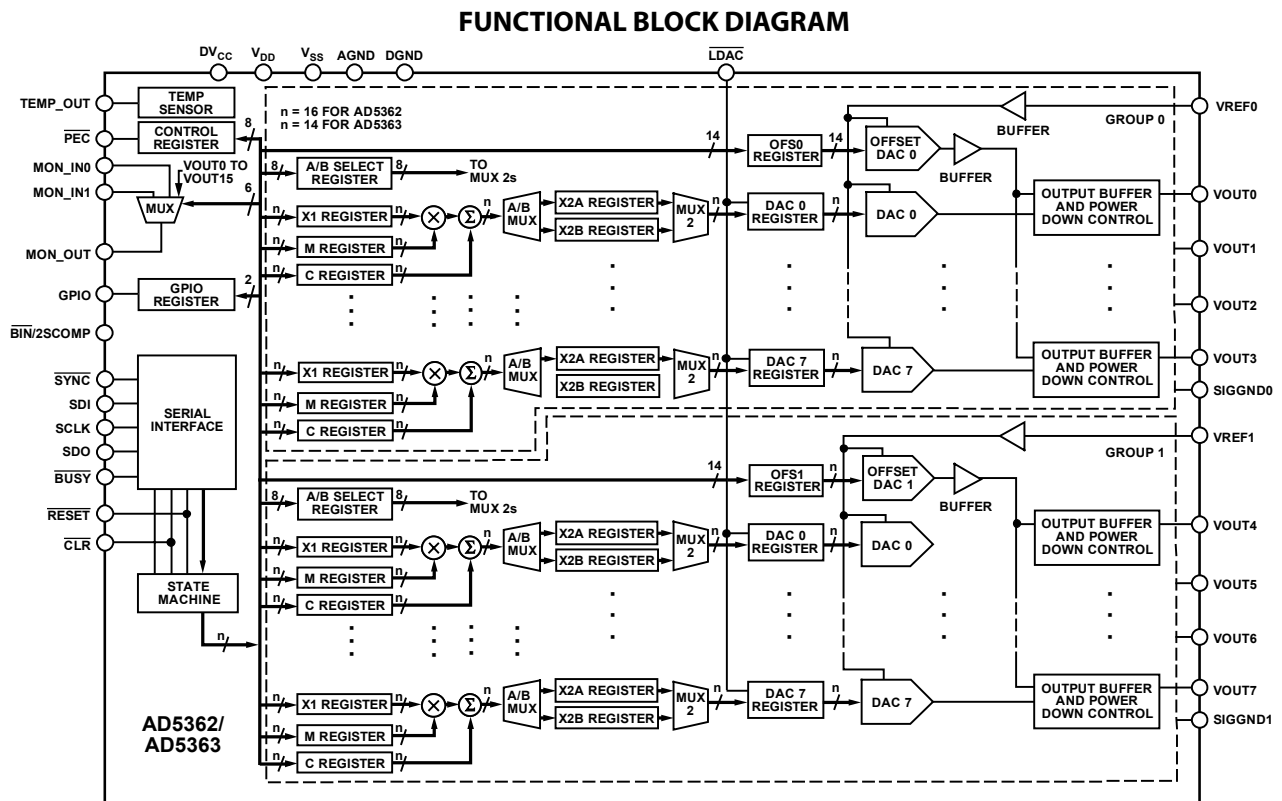 FUNCTIONAL BLOCK DIAGRAM
DVCC
VDD
VSS
AGND
DGND
LDAC
TEMP_OUT
PEC
MON_IN0
MON_IN1
MON_OUT
GPIO
BIN/2SCOMP
SYNC
SDI
SCLK
SDO
BUSY
RESET
CLR
TEMP
SENSOR
CONTROL
REGISTER
8
VOUT0 TO
VOUT15
MUX
6
GPIO
REGISTER
2
SERIAL
INTERFACE
STATE
MACHINE
n
AD5362/
AD5363
n = 16 FOR AD5362
n = 14 FOR AD5363
8
A/B SELECT
REGISTER
8
TO
MUX 2s
n
X1 REGISTER
n
n
M REGISTER
n
n
C REGISTER
n
×
Σ
n
A/B
MUX
X2A REGISTER
X2B REGISTER
MUX
2
n
DAC 0
REGISTER
n
DAC 0
14
OFS0
REGISTER
14
OFFSET
DAC 0
BUFFER
BUFFER
GROUP 0
OUTPUT BUFFER
AND POWER
DOWN CONTROL
n
X1 REGISTER
n
n
M REGISTER
n
n
C REGISTER
n
×
Σ
n
A/B
MUX
X2A REGISTER
X2B REGISTER
MUX
2
n
DAC 7
REGISTER
n
DAC 7
OUTPUT BUFFER
AND POWER
DOWN CONTROL
VREF0
VOUT0
VOUT1
VOUT2
VOUT3
SIGGND0
VREF1
GROUP 1
14
OFS1
REGISTER
n
OFFSET
DAC 1
BUFFER
8
A/B SELECT
REGISTER
8
TO
MUX 2s
n
X1 REGISTER
n
n
M REGISTER
n
n
C REGISTER
n
×
Σ
n
A/B
MUX
X2A REGISTER
X2B REGISTER
MUX
2
n
DAC 0
REGISTER
n
DAC 0
OUTPUT BUFFER
AND POWER
DOWN CONTROL
n
X1 REGISTER
n
n
M REGISTER
n
n
C REGISTER
n
×
Σ
n
A/B
MUX
X2A REGISTER
X2B REGISTER
MUX
2
n
DAC 7
REGISTER
n
DAC 7
OUTPUT BUFFER
AND POWER
DOWN CONTROL
VOUT4
VOUT5
VOUT6
VOUT7
SIGGND1